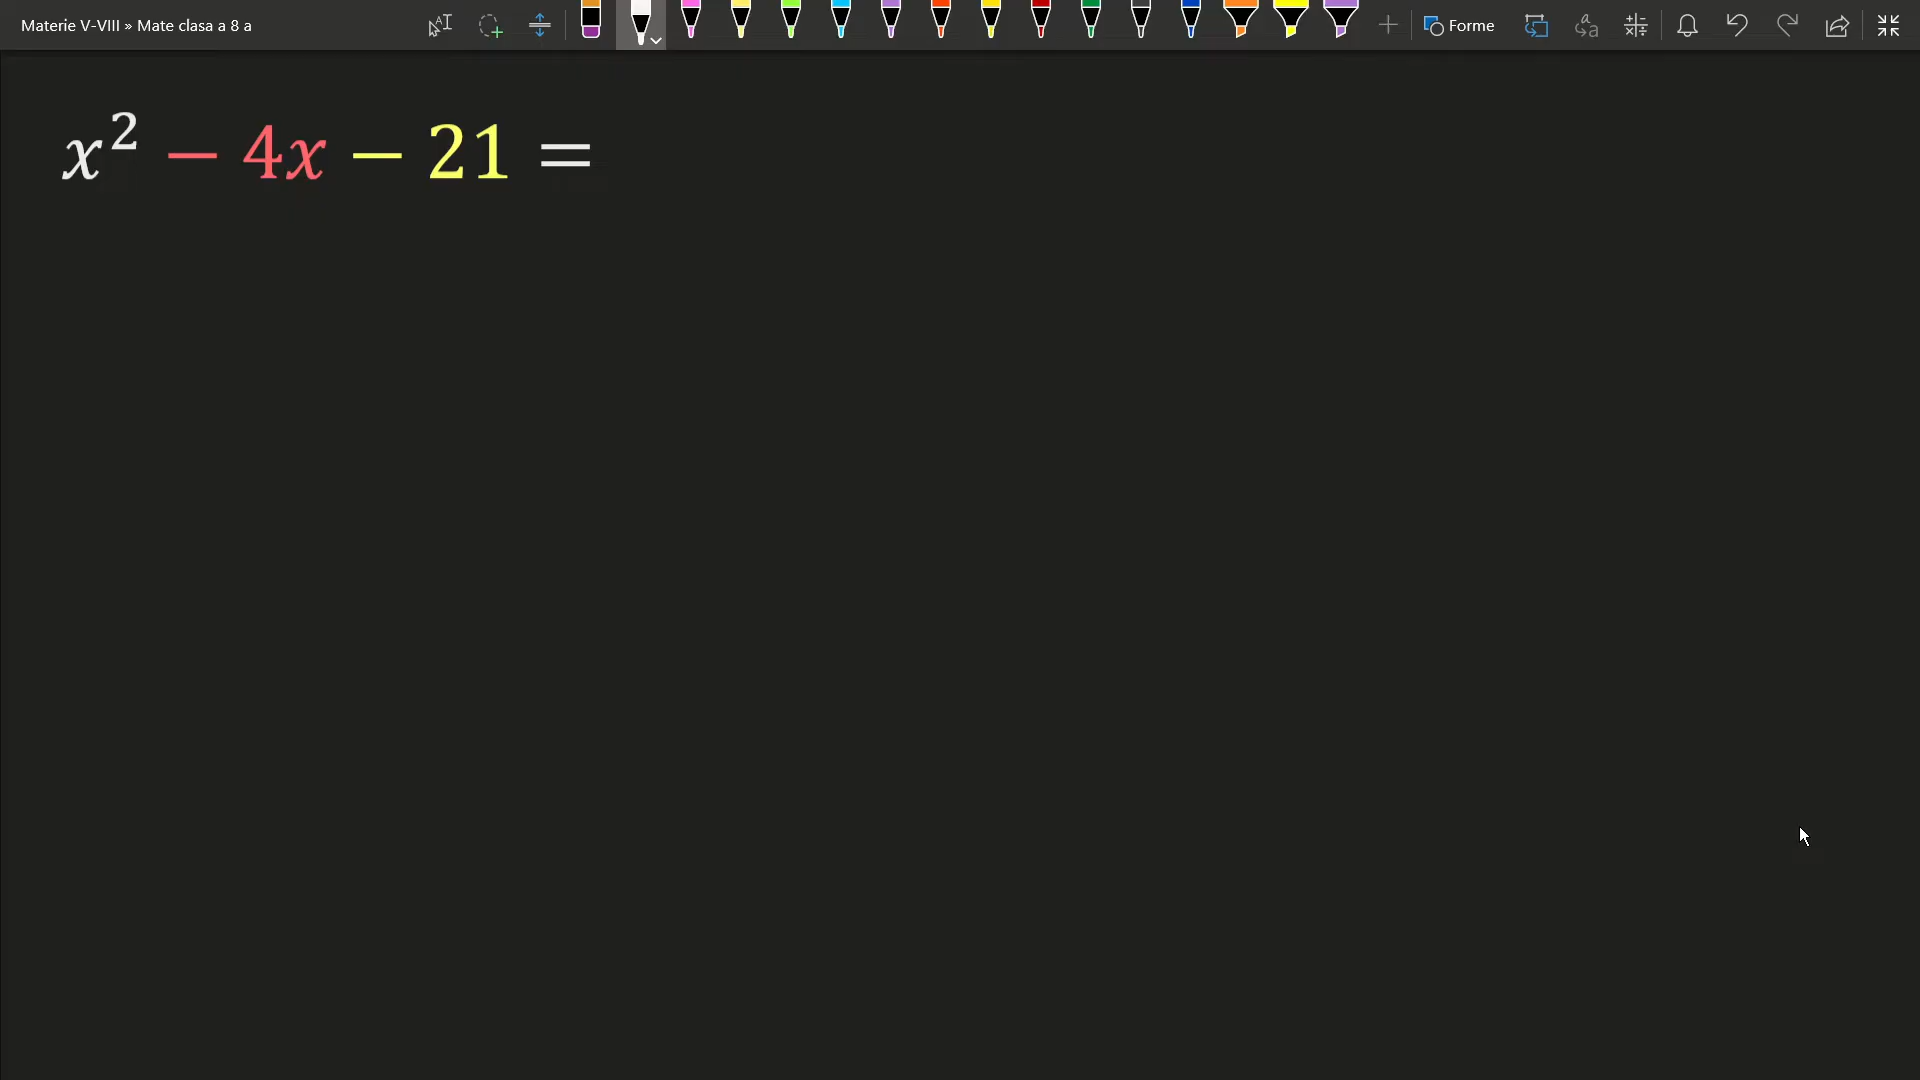 Materie V-VIII » Mate clasa a 8 a
Forme
x² − 4x − 21 =